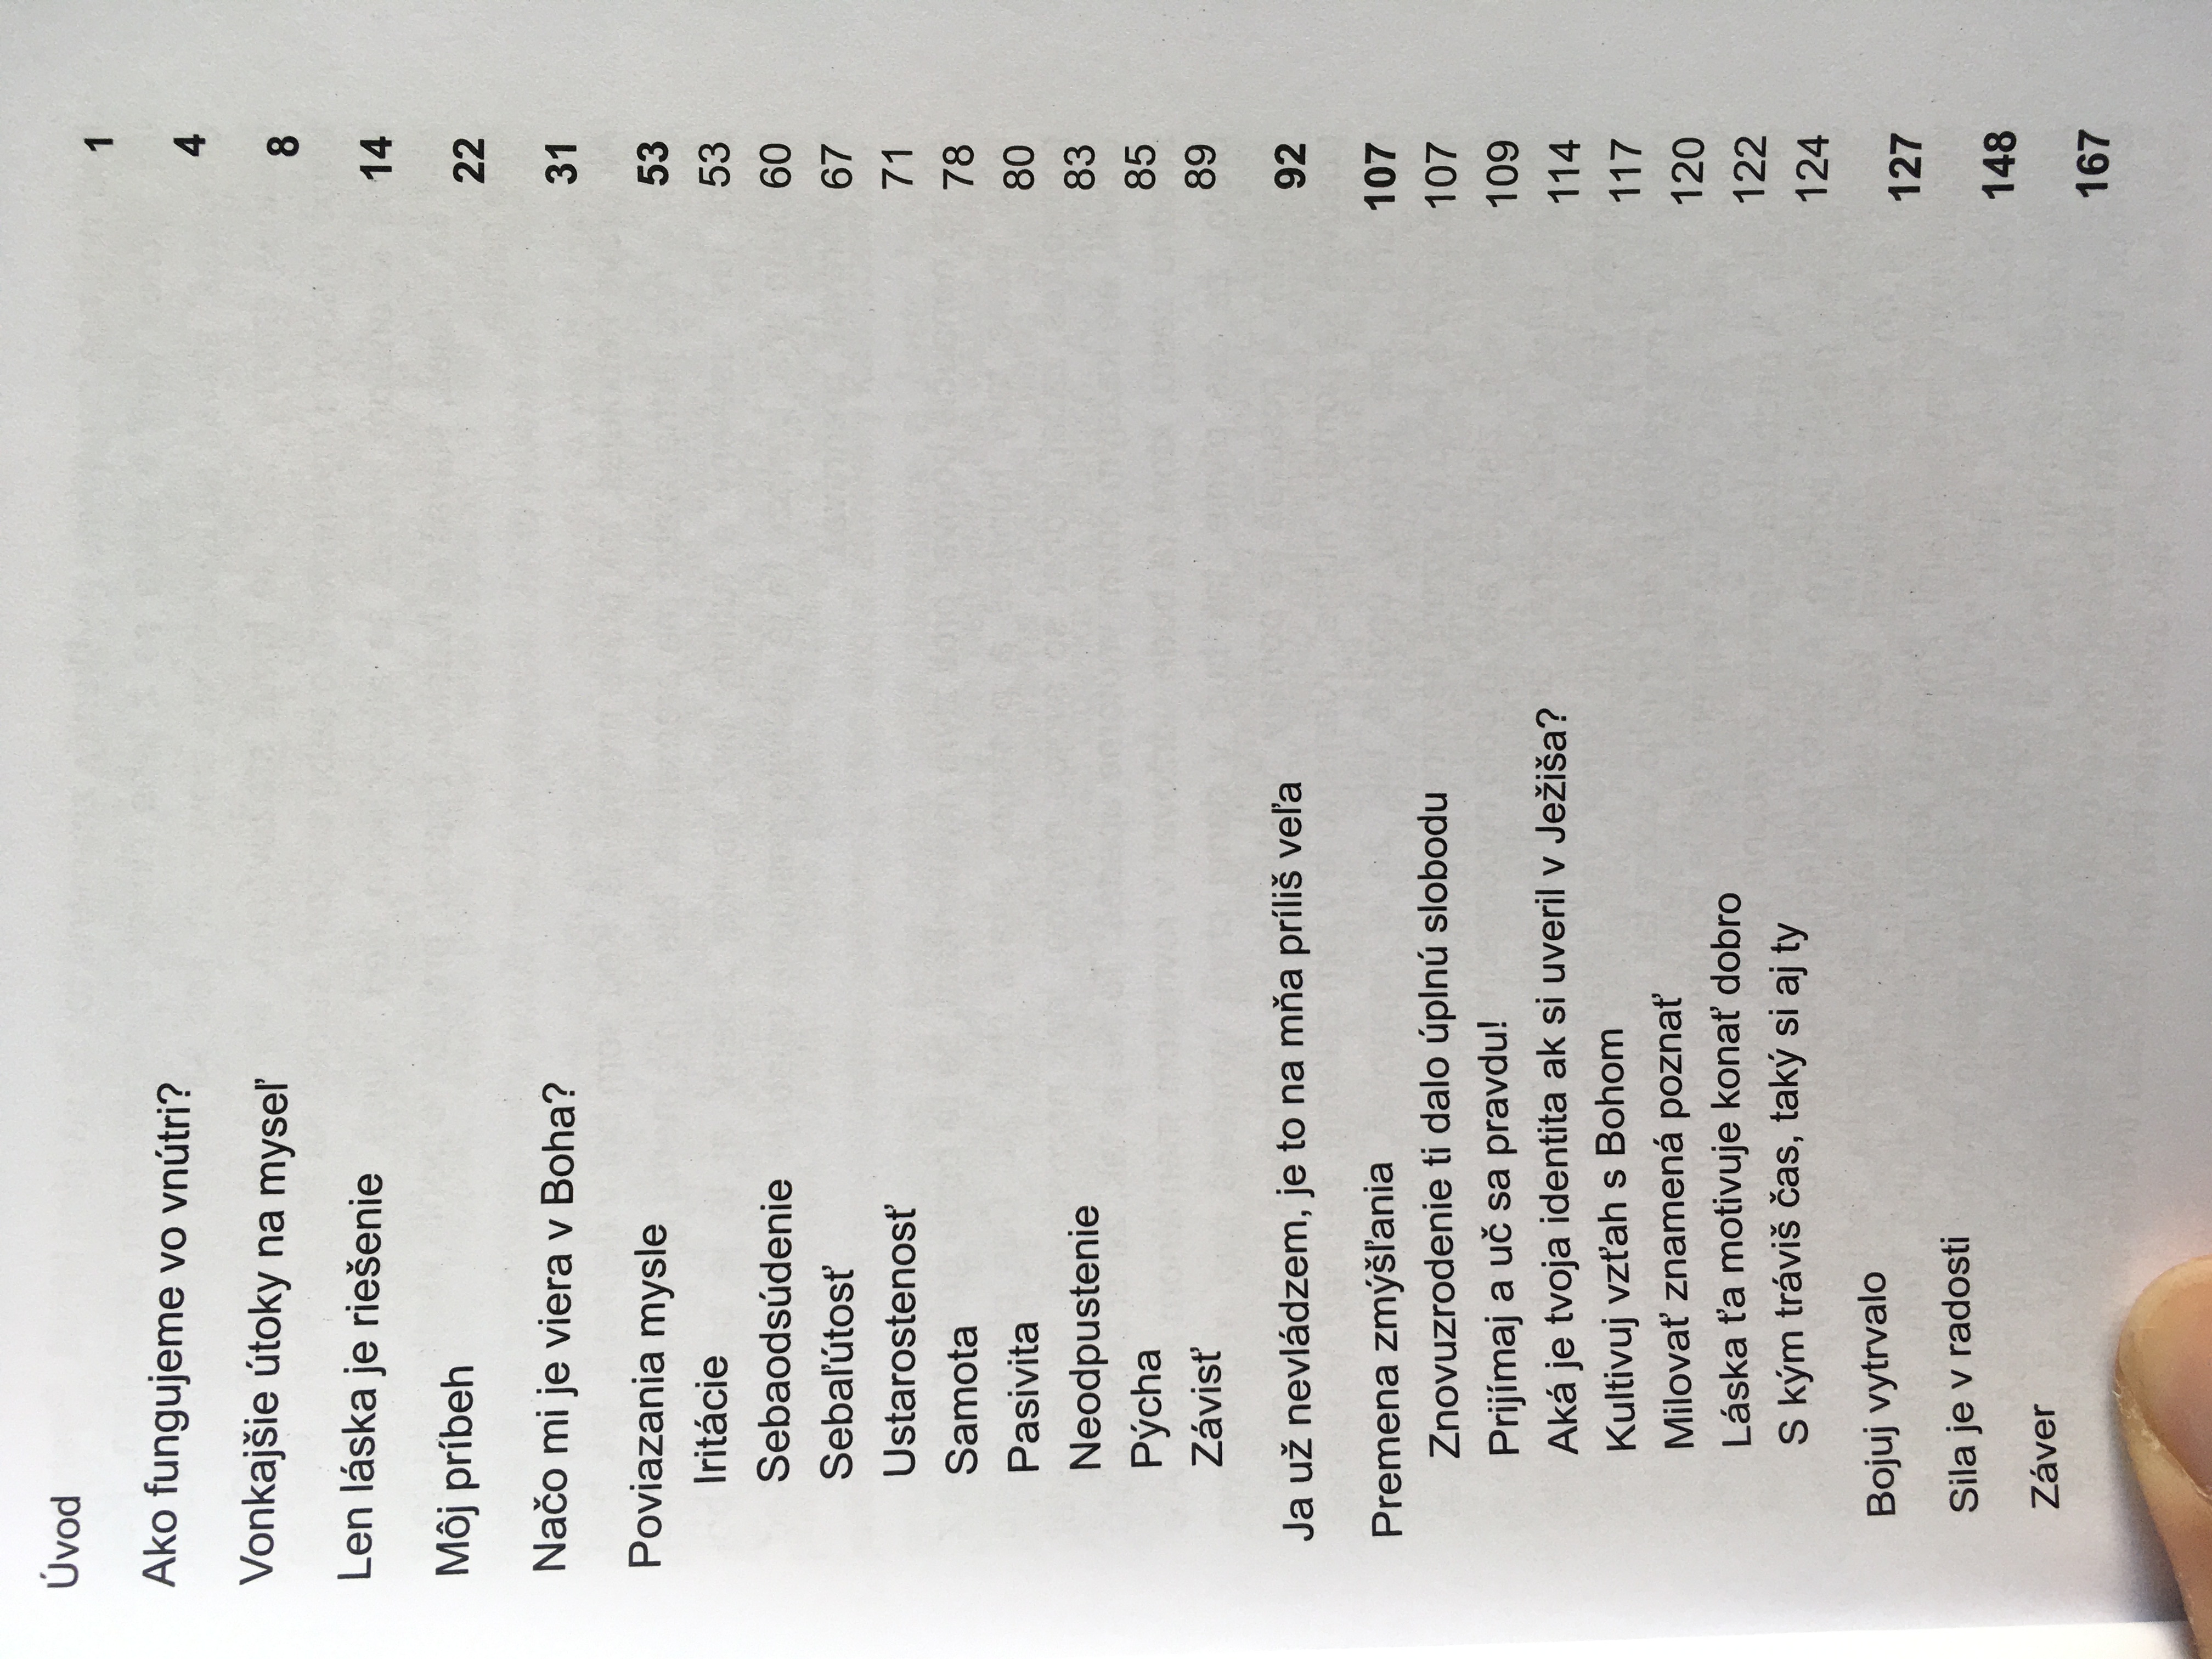 Úvod 1
Ako fungujeme vo vnútri? 4
Vonkajšie útoky na myseľ 8
Len láska je riešenie 14
Môj príbeh 22
Načo mi je viera v Boha? 31
Poviazania mysle 53
Iritácie 53
Sebaodsúdenie 60
Sebaľútosť 67
Ustarostenosť 71
Samota 78
Pasivita 80
Neodpustenie 83
Pýcha 85
Závisť 89
Ja už nevládzem, je to na mňa príliš veľa 92
Premena zmýšľania 107
Znovuzrodenie ti dalo úplnú slobodu 107
Prijímaj a uč sa pravdu! 109
Aká je tvoja identita ak si uveril v Ježiša? 114
Kultivuj vzťah s Bohom 117
Milovať znamená poznať 120
Láska ťa motivuje konať dobro 122
S kým tráviš čas, taký si aj ty 124
Bojuj vytrvalo 127
Sila je v radosti 148
Záver 167